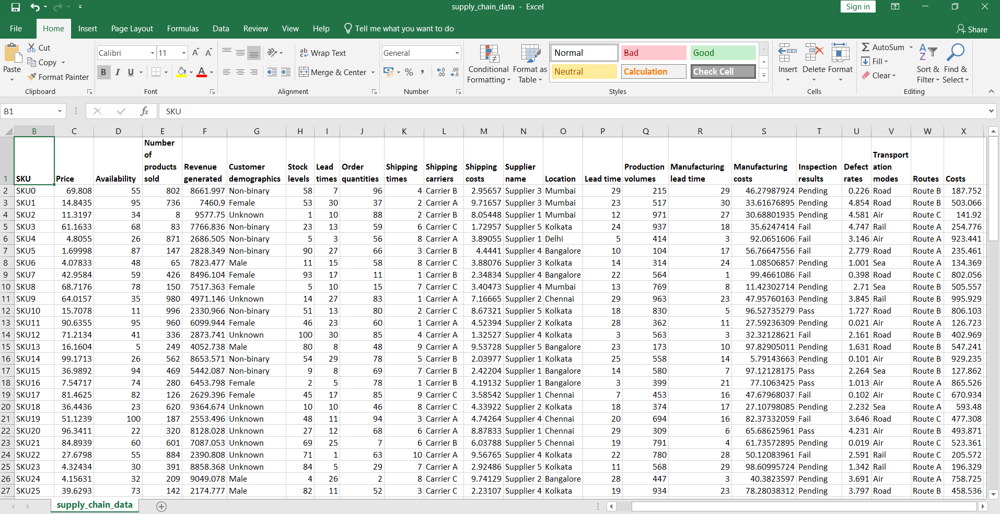 supply_chain_data - Excel
Sign in
File Home Insert Page Layout Formulas Data Review View Help Tell me what you want to do Share
Cut
Copy
Format Painter
Paste
Clipboard
Calibri 11
B I U
Font
Wrap Text
Merge & Center
Alignment
General
Number
Conditional Formatting
Format as Table
Normal Bad Good
Neutral Calculation Check Cell
Styles
Insert Delete Format
Cells
AutoSum
Fill
Clear
Sort & Filter
Find & Select
Editing
B1 fx SKU
B C D E F G H I J K L M N O P Q R S T U V W X
1 SKU Price Availability Number of products sold Revenue generated Customer demographics Stock levels Lead times Order quantities Shipping times Shipping carriers Shipping costs Supplier name Location Lead time Production volumes Manufacturing lead time Manufacturing costs Inspection results Defect rates Transportation modes Routes Costs
2 SKU0 69.808 55 802 8661.997 Non-binary 58 7 96 4 Carrier B 2.95657 Supplier 3 Mumbai 29 215 29 46.27987924 Pending 0.226 Road Route B 187.752
3 SKU1 14.8435 95 736 7460.9 Female 53 30 37 2 Carrier A 9.71657 Supplier 3 Mumbai 23 517 30 33.61676895 Pending 4.854 Road Route B 503.066
4 SKU2 11.3197 34 8 9577.75 Unknown 1 10 88 2 Carrier B 8.05448 Supplier 1 Mumbai 12 971 27 30.68801935 Pending 4.581 Air Route C 141.92
5 SKU3 61.1633 68 83 7766.836 Non-binary 23 13 59 6 Carrier C 1.72957 Supplier 5 Kolkata 24 937 18 35.6247414 Fail 4.747 Rail Route A 254.776
6 SKU4 4.8055 26 871 2686.505 Non-binary 5 3 56 8 Carrier A 3.89055 Supplier 1 Delhi 5 414 3 92.0651606 Fail 3.146 Air Route A 923.441
7 SKU5 1.69998 87 147 2828.349 Non-binary 90 27 66 3 Carrier B 4.4441 Supplier 4 Bangalore 10 104 17 56.76647556 Fail 2.779 Road Route A 235.461
8 SKU6 4.07833 48 65 7823.477 Male 11 15 58 8 Carrier C 3.88076 Supplier 3 Kolkata 14 314 24 1.08506857 Pending 1.001 Sea Route A 134.369
9 SKU7 42.9584 59 426 8496.104 Female 93 17 11 1 Carrier B 2.34834 Supplier 4 Bangalore 22 564 1 99.4661086 Fail 0.398 Road Route C 802.056
10 SKU8 68.7176 78 150 7517.363 Female 5 10 15 7 Carrier C 3.40473 Supplier 4 Mumbai 13 769 8 11.42302714 Pending 2.71 Sea Route B 505.557
11 SKU9 64.0157 35 980 4971.146 Unknown 14 27 83 1 Carrier A 7.16665 Supplier 2 Chennai 29 963 23 47.95760163 Pending 3.845 Rail Route B 995.929
12 SKU10 15.7078 11 996 2330.966 Non-binary 51 13 80 2 Carrier C 8.67321 Supplier 5 Kolkata 18 830 5 96.52735279 Pass 1.727 Road Route B 806.103
13 SKU11 90.6355 95 960 6099.944 Female 46 23 60 1 Carrier A 4.52394 Supplier 2 Kolkata 28 362 11 27.59236309 Pending 0.021 Air Route A 126.723
14 SKU12 71.2134 41 336 2873.741 Unknown 100 30 85 4 Carrier A 1.32527 Supplier 4 Kolkata 3 563 3 32.32128621 Fail 2.161 Road Route B 402.969
15 SKU13 16.1604 5 249 4052.738 Male 80 8 48 9 Carrier A 9.53728 Supplier 5 Bangalore 23 173 10 97.82905011 Pending 1.631 Road Route B 547.241
16 SKU14 99.1713 26 562 8653.571 Non-binary 54 29 78 5 Carrier B 2.03977 Supplier 1 Kolkata 25 558 14 5.79143663 Pending 0.101 Air Route B 929.235
17 SKU15 36.9892 94 469 5442.087 Non-binary 9 8 69 7 Carrier B 2.42204 Supplier 1 Bangalore 14 580 7 97.12128175 Pass 2.264 Sea Route B 127.862
18 SKU16 7.54717 74 280 6453.798 Female 2 5 78 1 Carrier B 4.19132 Supplier 1 Bangalore 3 399 21 77.1063425 Pass 1.013 Air Route A 865.526
19 SKU17 81.4625 82 126 2629.396 Female 45 17 85 9 Carrier C 3.58542 Supplier 1 Chennai 7 453 16 47.67968037 Fail 0.102 Air Route C 670.934
20 SKU18 36.4436 23 620 9364.674 Unknown 10 10 46 8 Carrier C 4.33922 Supplier 2 Kolkata 18 374 17 27.10798085 Pending 2.232 Sea Route A 593.48
21 SKU19 51.1239 100 187 2553.496 Unknown 48 11 94 3 Carrier A 4.74264 Supplier 4 Chennai 20 694 16 82.37332059 Fail 3.646 Road Route C 477.308
22 SKU20 96.3411 22 320 8128.028 Unknown 27 12 68 6 Carrier A 8.87833 Supplier 1 Chennai 29 309 6 65.68625961 Pass 4.231 Air Route B 493.871
23 SKU21 84.8939 60 601 7087.053 Unknown 69 25 7 6 Carrier B 6.03788 Supplier 5 Chennai 19 791 4 61.73572895 Pending 0.019 Air Route C 523.361
24 SKU22 27.6798 55 884 2390.808 Unknown 71 1 63 10 Carrier A 9.56765 Supplier 4 Kolkata 22 780 28 50.12083961 Fail 2.591 Rail Route C 205.572
25 SKU23 4.32434 30 391 8858.368 Unknown 84 5 29 7 Carrier A 2.92486 Supplier 5 Kolkata 11 568 29 98.60995724 Pending 1.342 Rail Route A 196.329
26 SKU24 4.15631 32 209 9049.078 Male 4 26 2 8 Carrier C 9.74129 Supplier 2 Bangalore 28 447 3 40.3823597 Pending 3.691 Air Route A 758.725
27 SKU25 39.6293 73 142 2174.777 Male 82 11 52 3 Carrier C 2.23107 Supplier 4 Kolkata 19 934 23 78.28038312 Pending 3.797 Road Route B 458.536
supply_chain_data